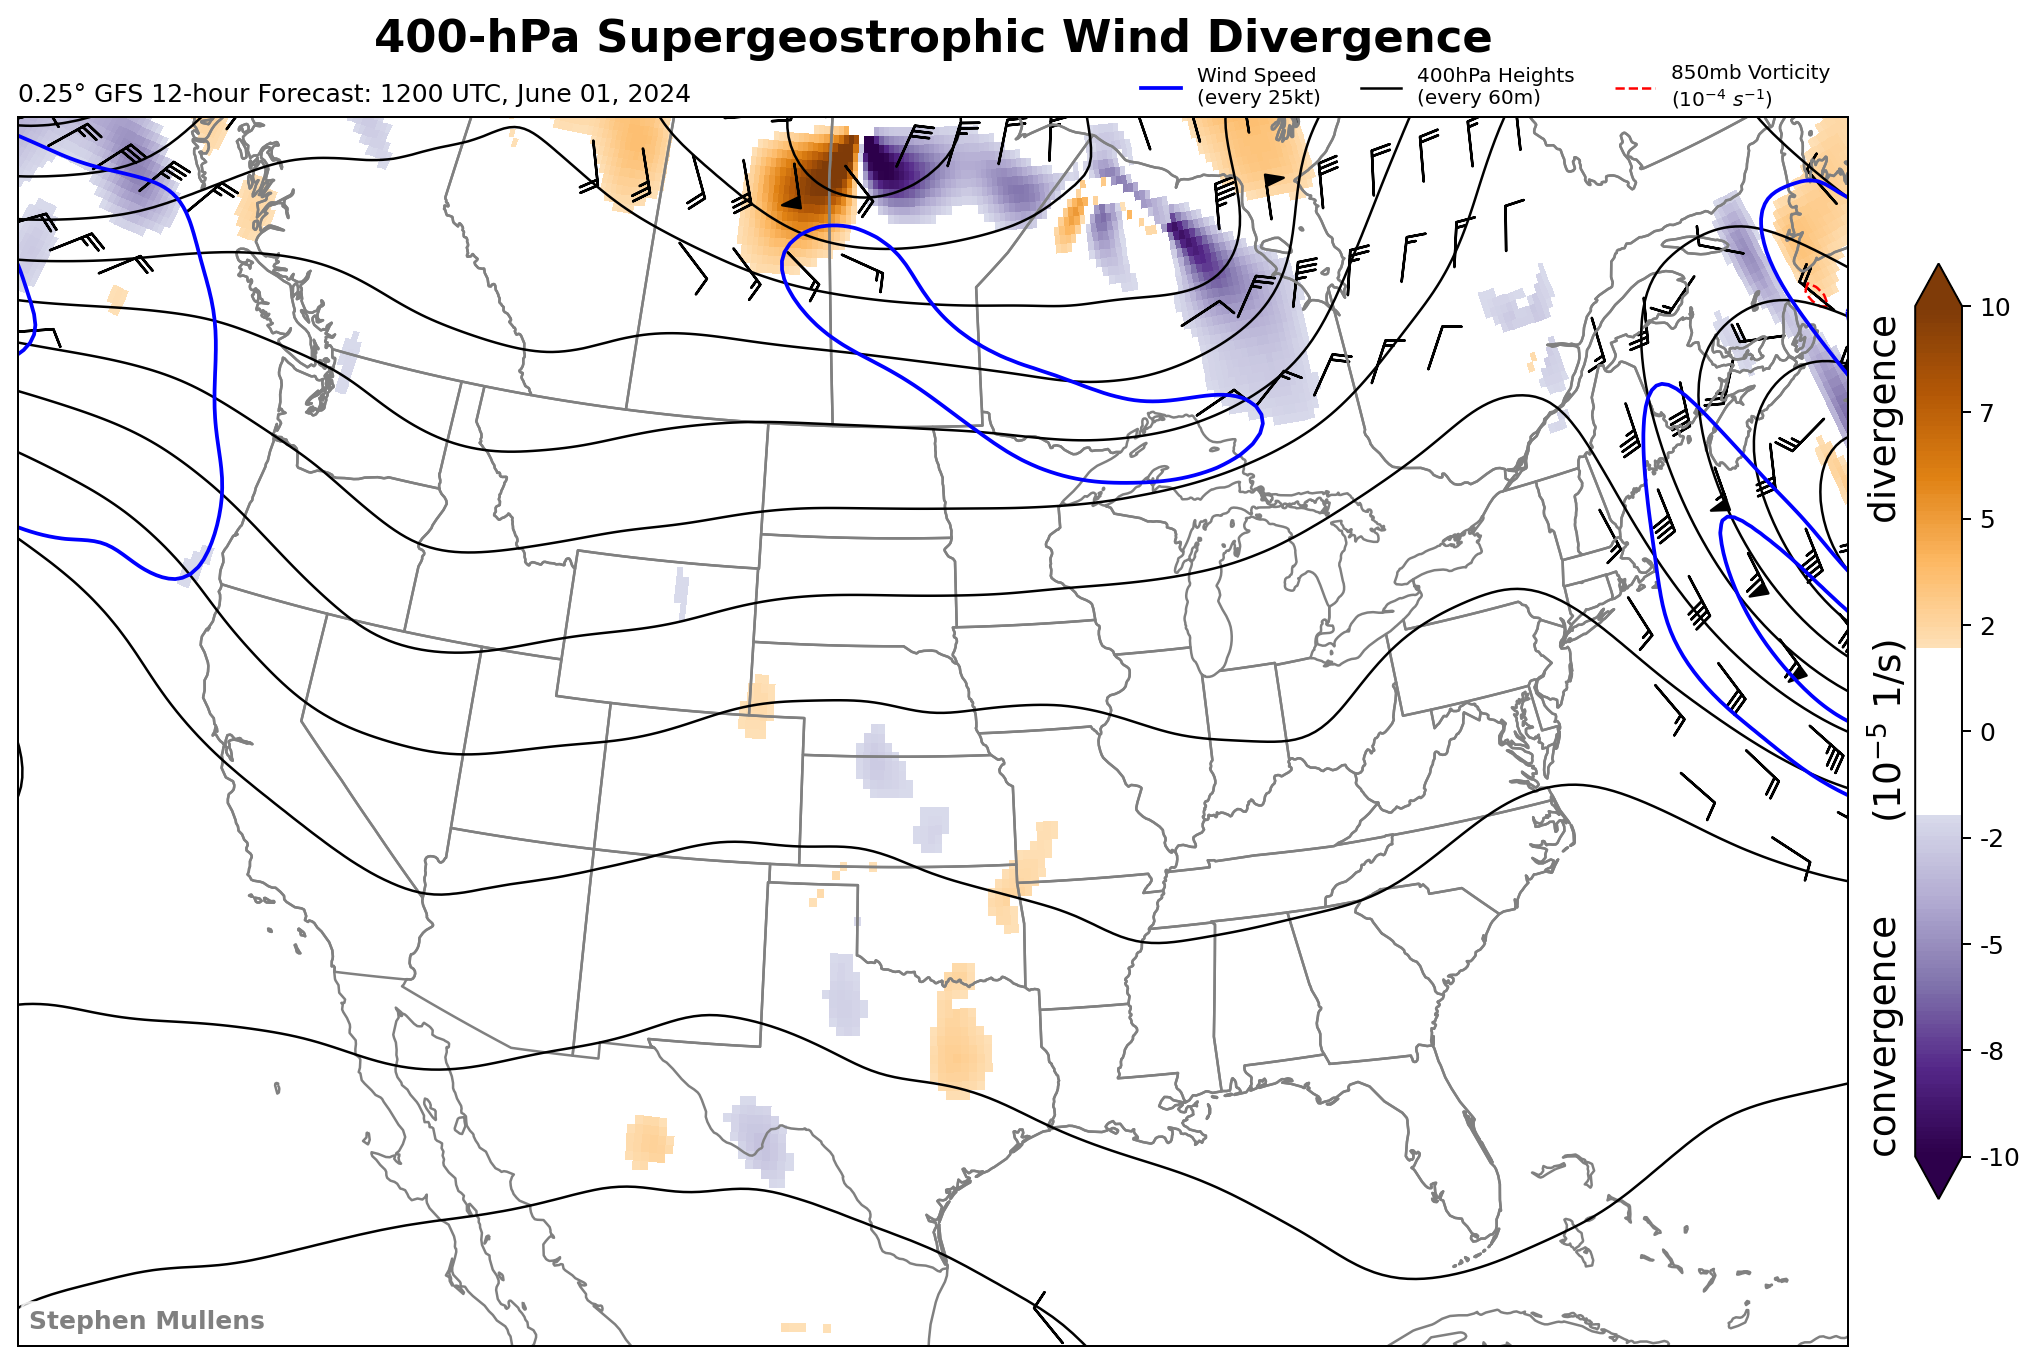 400-hPa Supergeostrophic Wind Divergence
0.25° GFS 12-hour Forecast: 1200 UTC, June 01, 2024
Wind Speed
(every 25kt)
400hPa Heights
(every 60m)
850mb Vorticity
(10⁻⁴ s⁻¹)
10
7
5
2
0
-2
-5
-8
-10
convergence (10⁻⁵ 1/s) divergence
Stephen Mullens